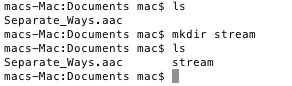 macs-Mac:Documents mac$ ls
Separate_Ways.aac
macs-Mac:Documents mac$ mkdir stream
macs-Mac:Documents mac$ ls
Separate_Ways.aac       stream
macs-Mac:Documents mac$